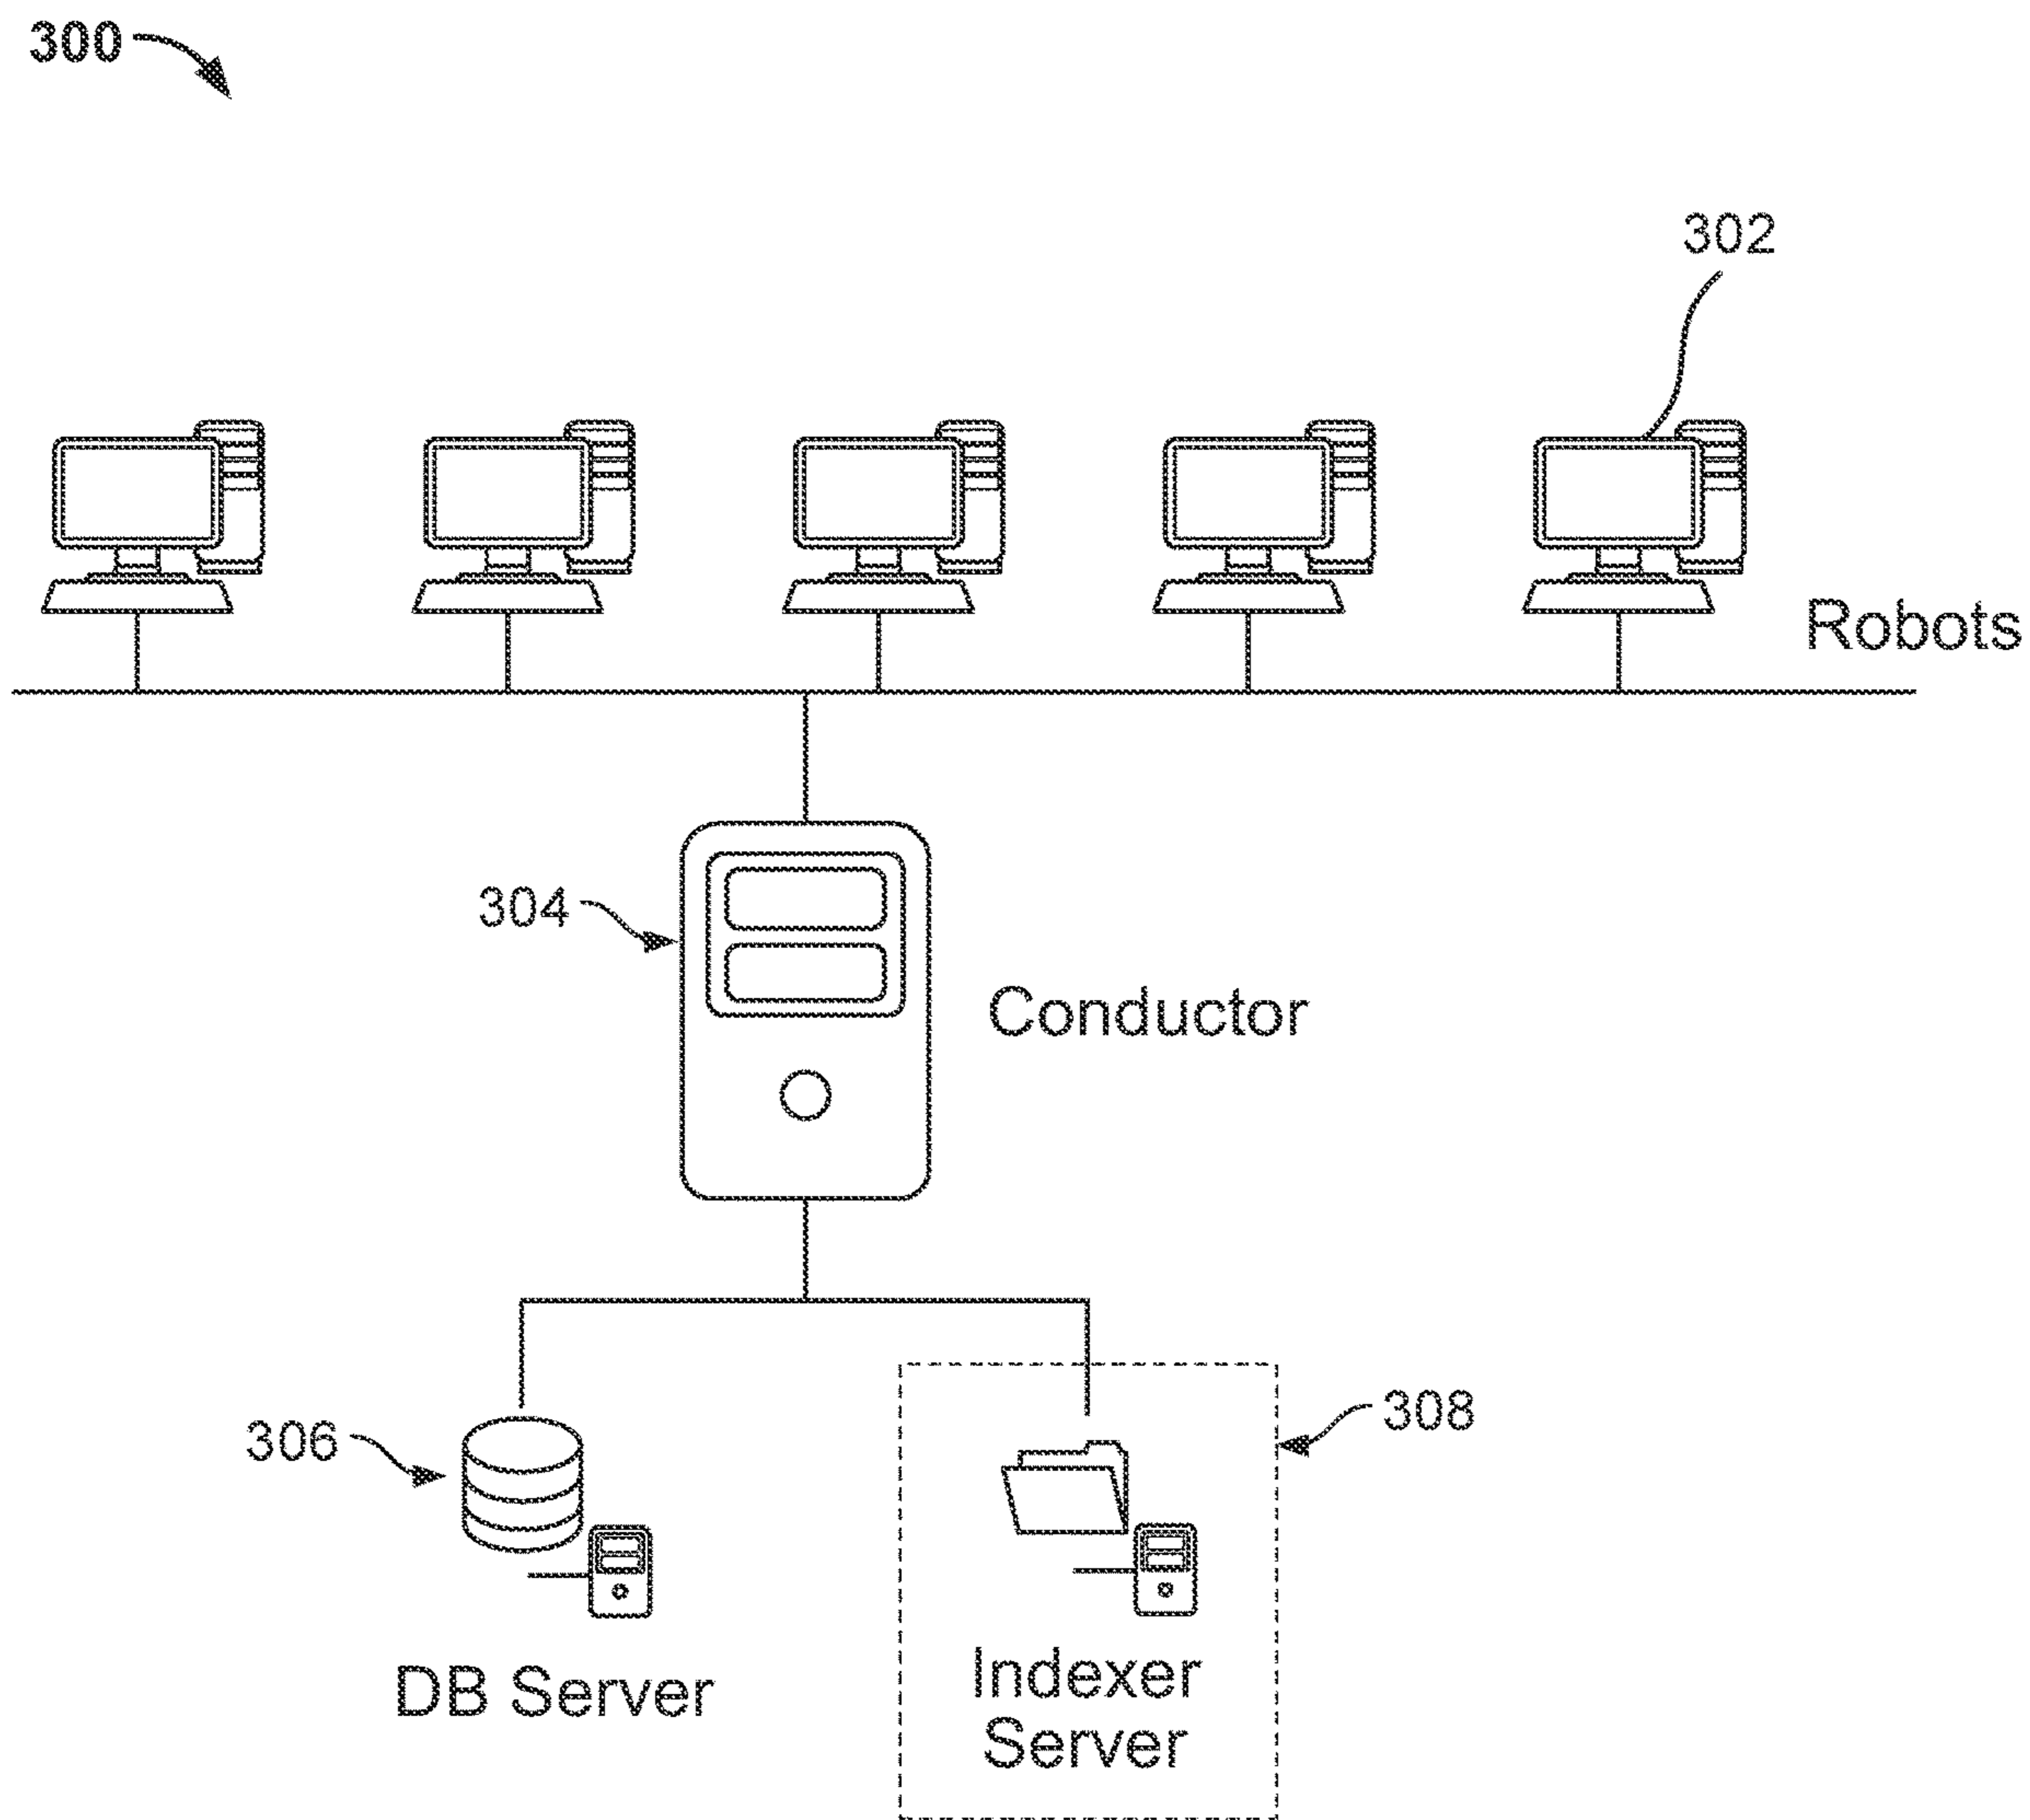 300
302
Robots
304
Conductor
306
308
DB Server
Indexer
Server